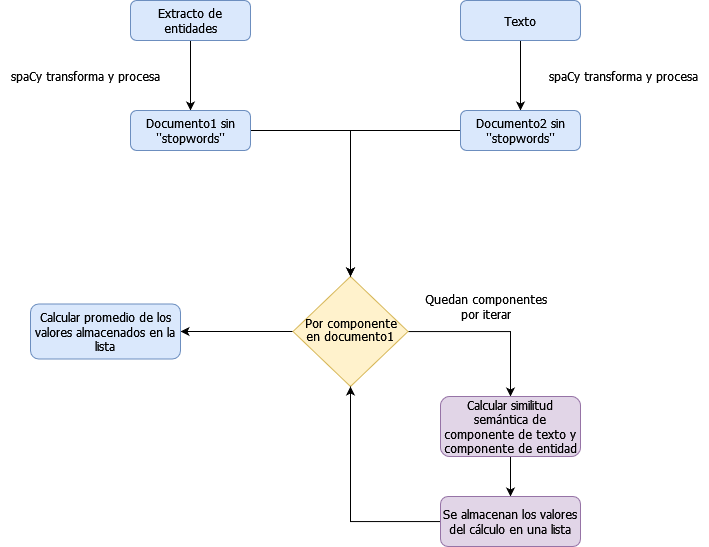 Extracto de
entidades
Texto
spaCy transforma y procesa
spaCy transforma y procesa
Documento1 sin
"stopwords"
Documento2 sin
"stopwords"
Quedan componentes
por iterar
Calcular promedio de los
valores almacenados en la
lista
Por componente
en documento1
Calcular similitud
semántica de
componente de texto y
componente de entidad
Se almacenan los valores
del cálculo en una lista